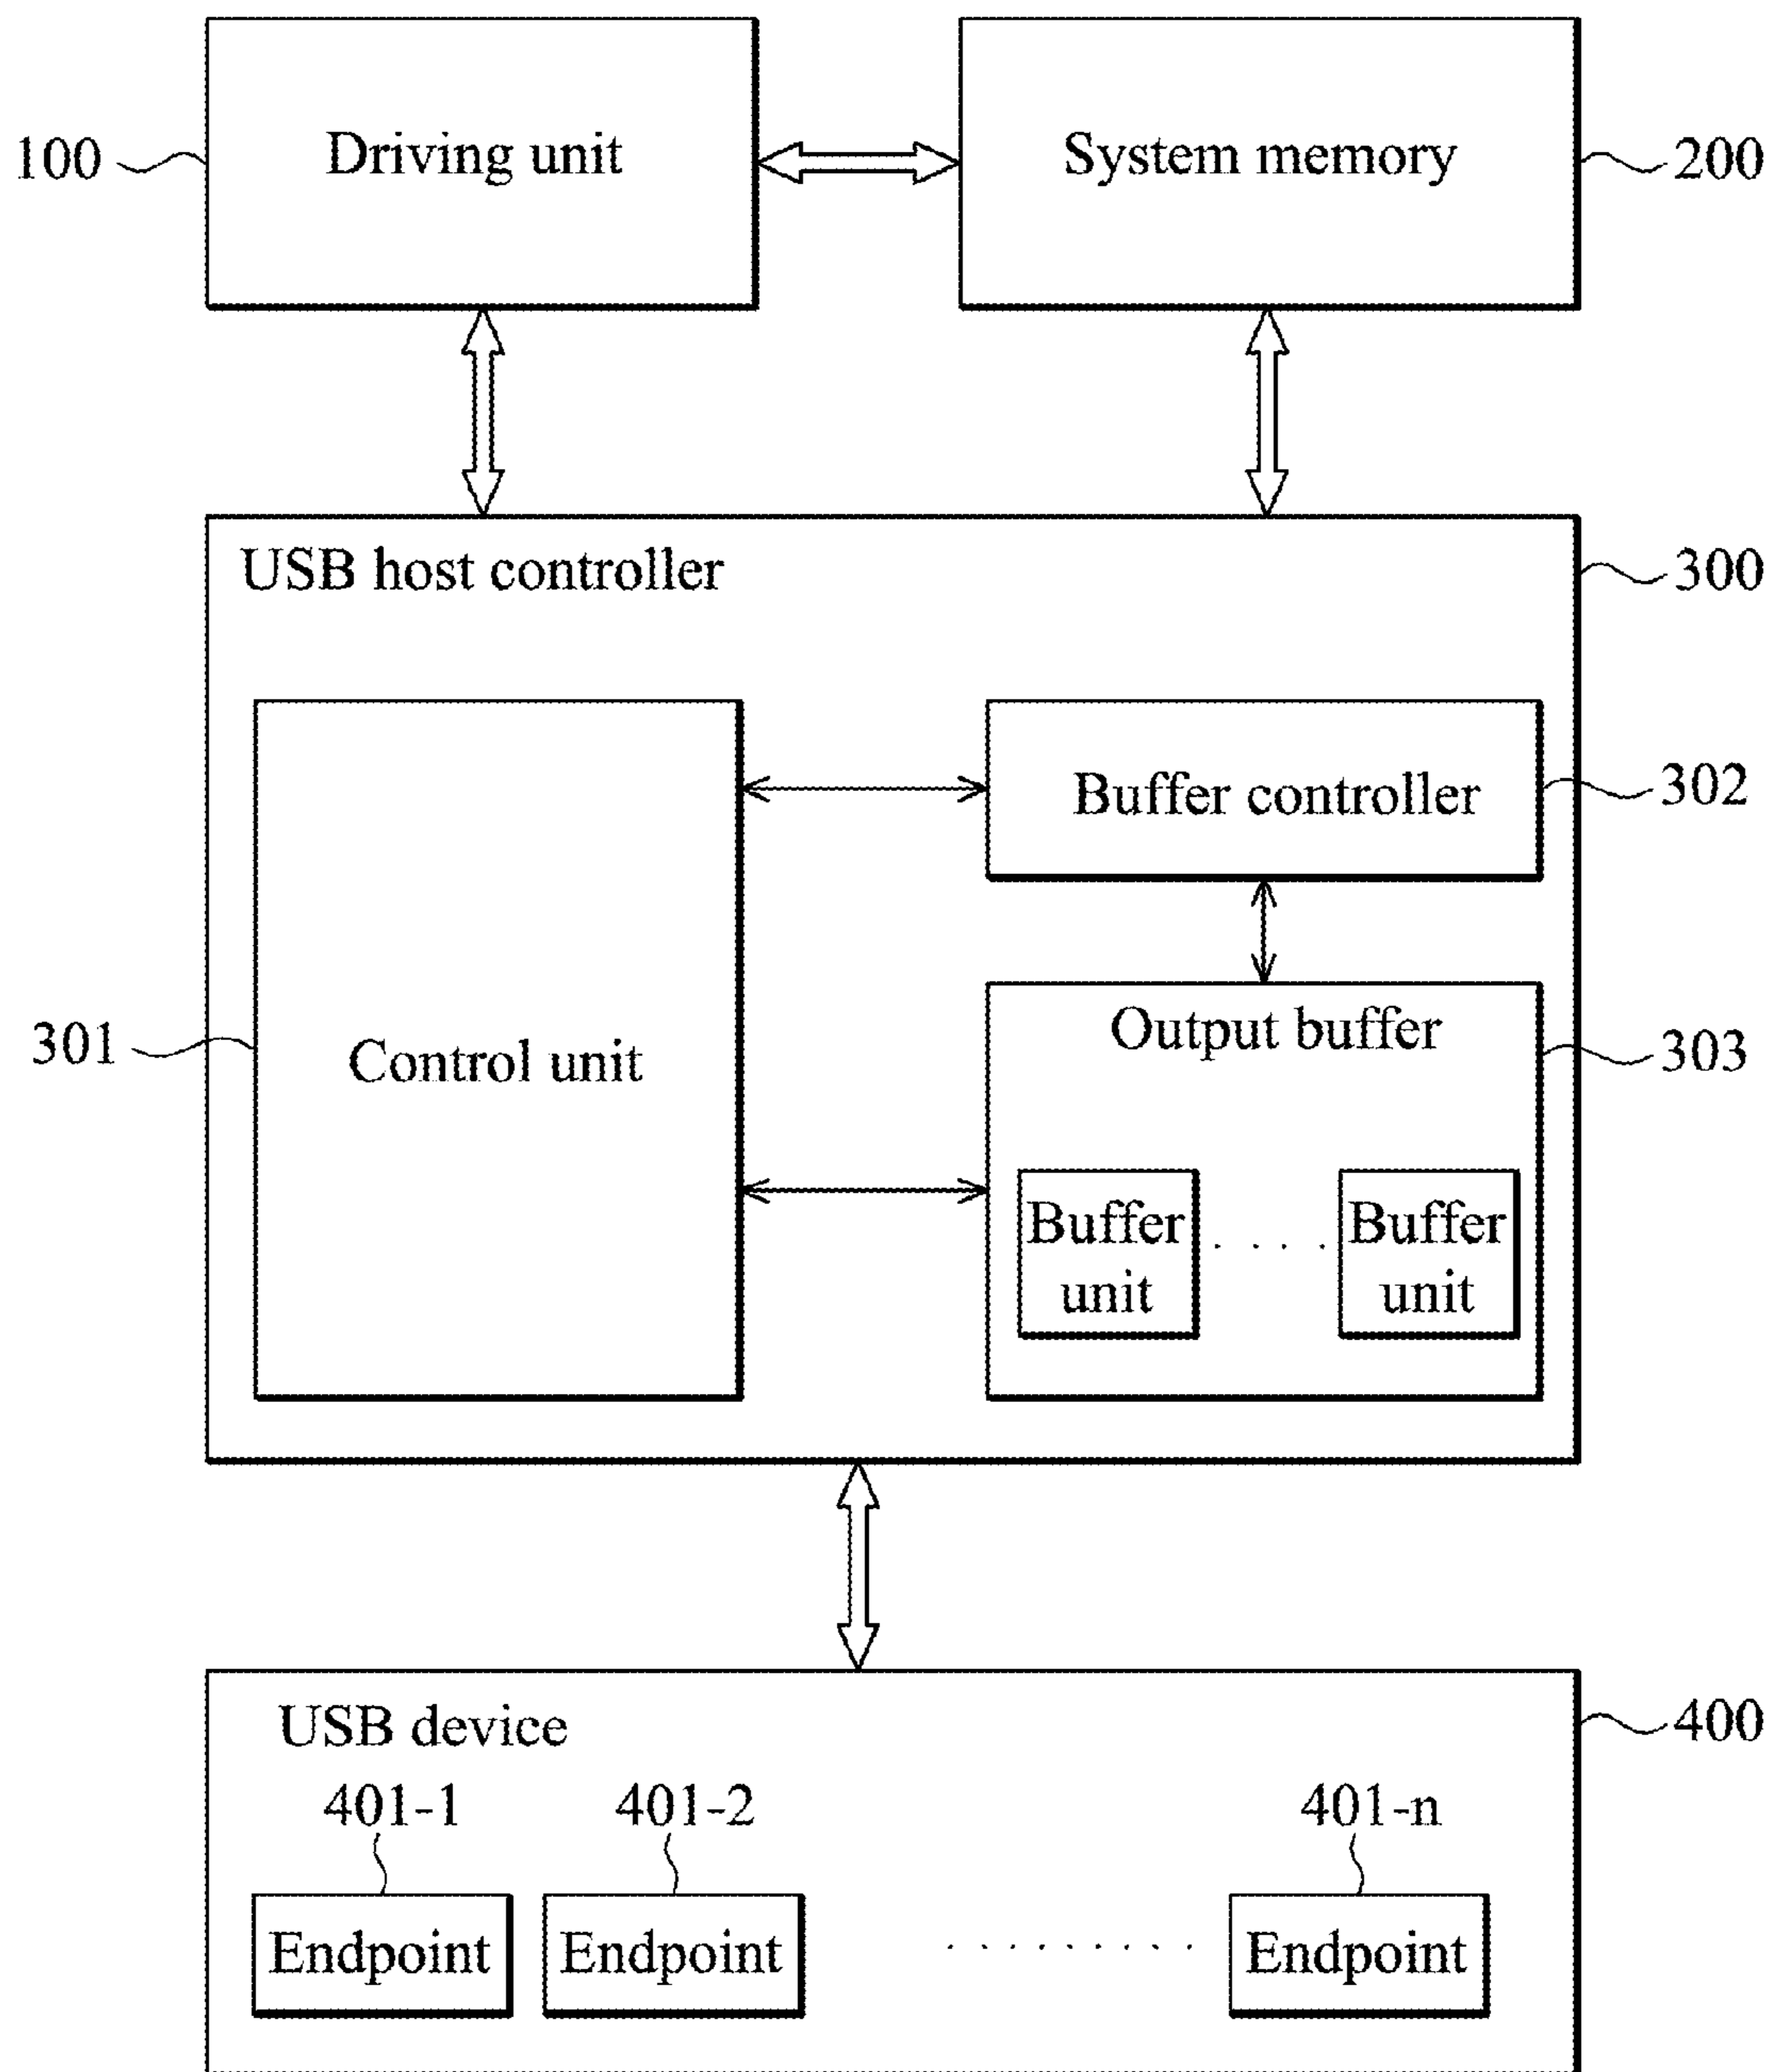 Driving unit
System memory
100
200
USB host controller
300
Buffer controller
302
Output buffer
301
Control unit
303
Buffer
unit
. . . .
Buffer
unit
USB device
400
401-1
401-2
401-n
Endpoint
Endpoint
. . . . . . . . .
Endpoint